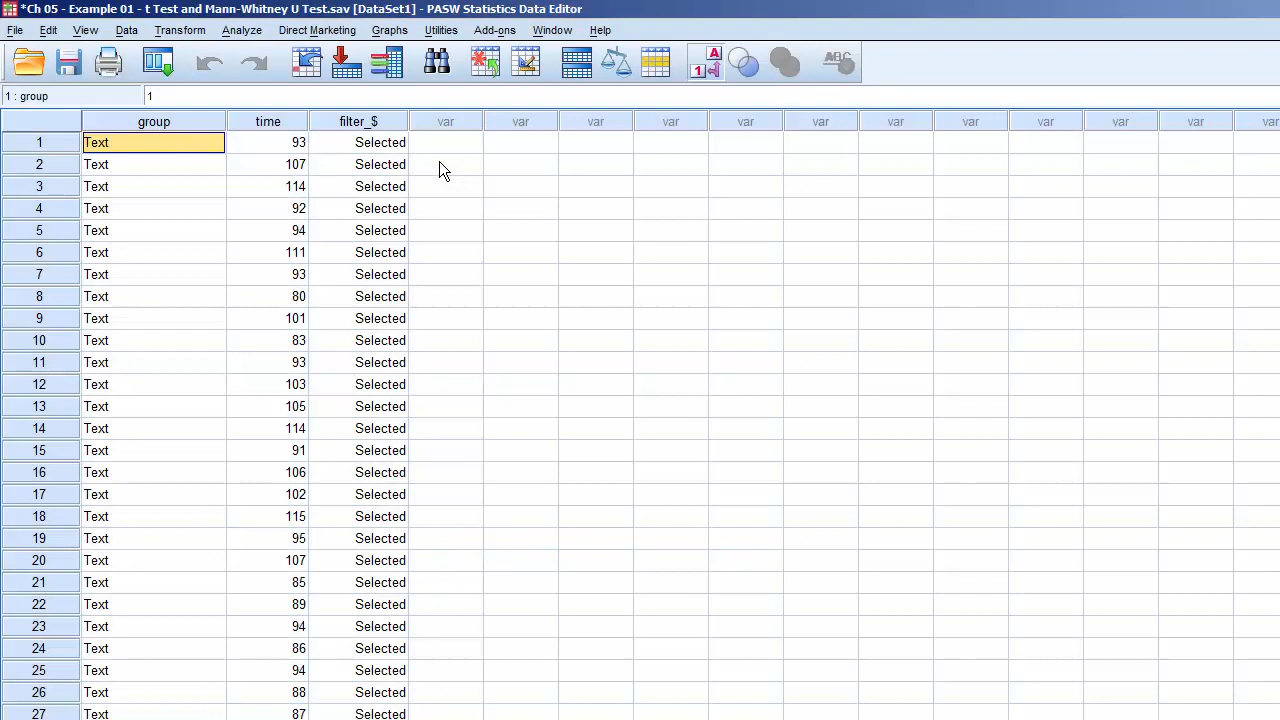 *Ch 05 - Example 01 - t Test and Mann-Whitney U Test.sav [DataSet1] - PASW Statistics Data Editor
File Edit View Data Transform Analyze Direct Marketing Graphs Utilities Add-ons Window Help
1 A ABC
1 : group 1
group time filter_$ var var var var var var var var var var var var
1 Text 93 Selected
2 Text 107 Selected
3 Text 114 Selected
4 Text 92 Selected
5 Text 94 Selected
6 Text 111 Selected
7 Text 93 Selected
8 Text 80 Selected
9 Text 101 Selected
10 Text 83 Selected
11 Text 93 Selected
12 Text 103 Selected
13 Text 105 Selected
14 Text 114 Selected
15 Text 91 Selected
16 Text 106 Selected
17 Text 102 Selected
18 Text 115 Selected
19 Text 95 Selected
20 Text 107 Selected
21 Text 85 Selected
22 Text 89 Selected
23 Text 94 Selected
24 Text 86 Selected
25 Text 94 Selected
26 Text 88 Selected
27 Text 87 Selected